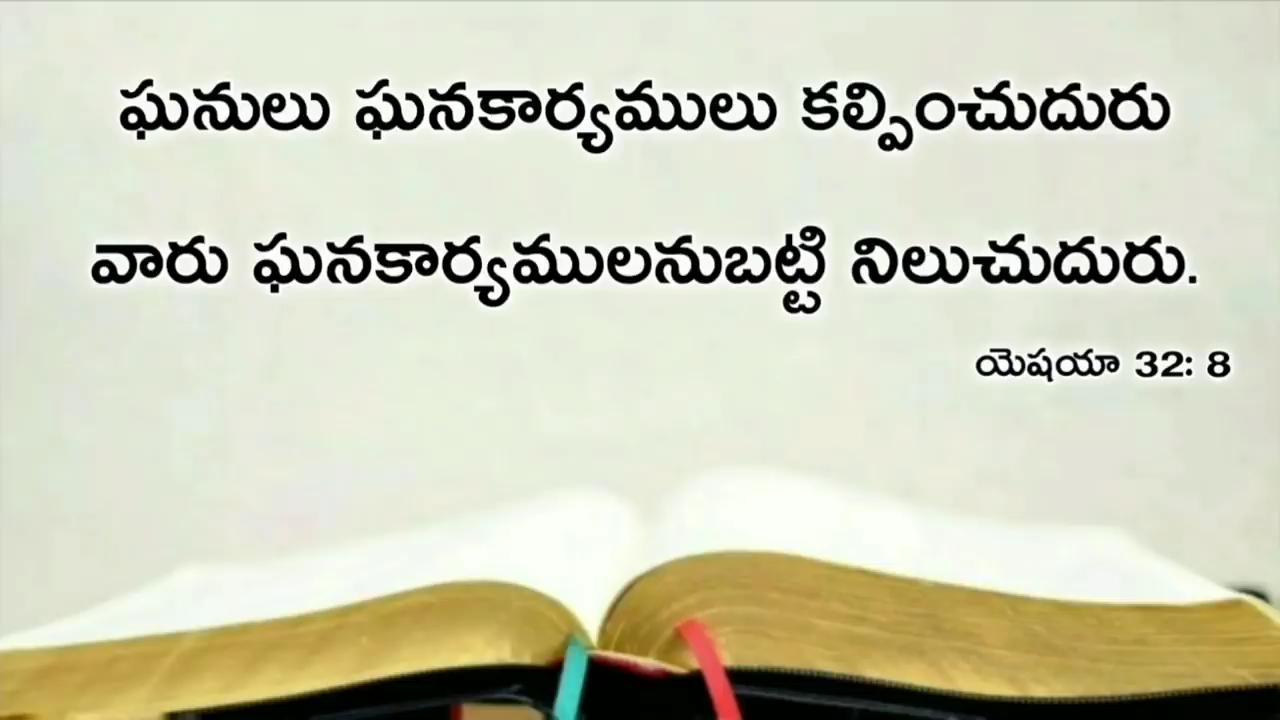 ఘనులు ఘనకార్యములు కల్పించుదురు
వారు ఘనకార్యములనుబట్టి నిలుచుదురు.
యెషయా 32: 8